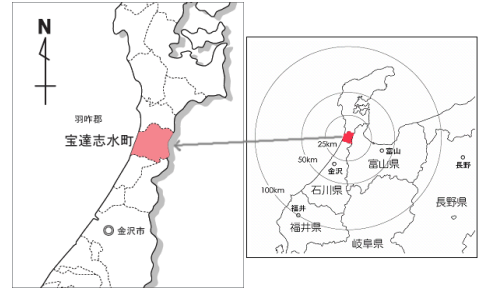 N
羽咋郡
宝達志水町
金沢市
25km
50km
100km
金沢
富山
富山県
石川県
長野
長野県
福井
福井県
岐阜県